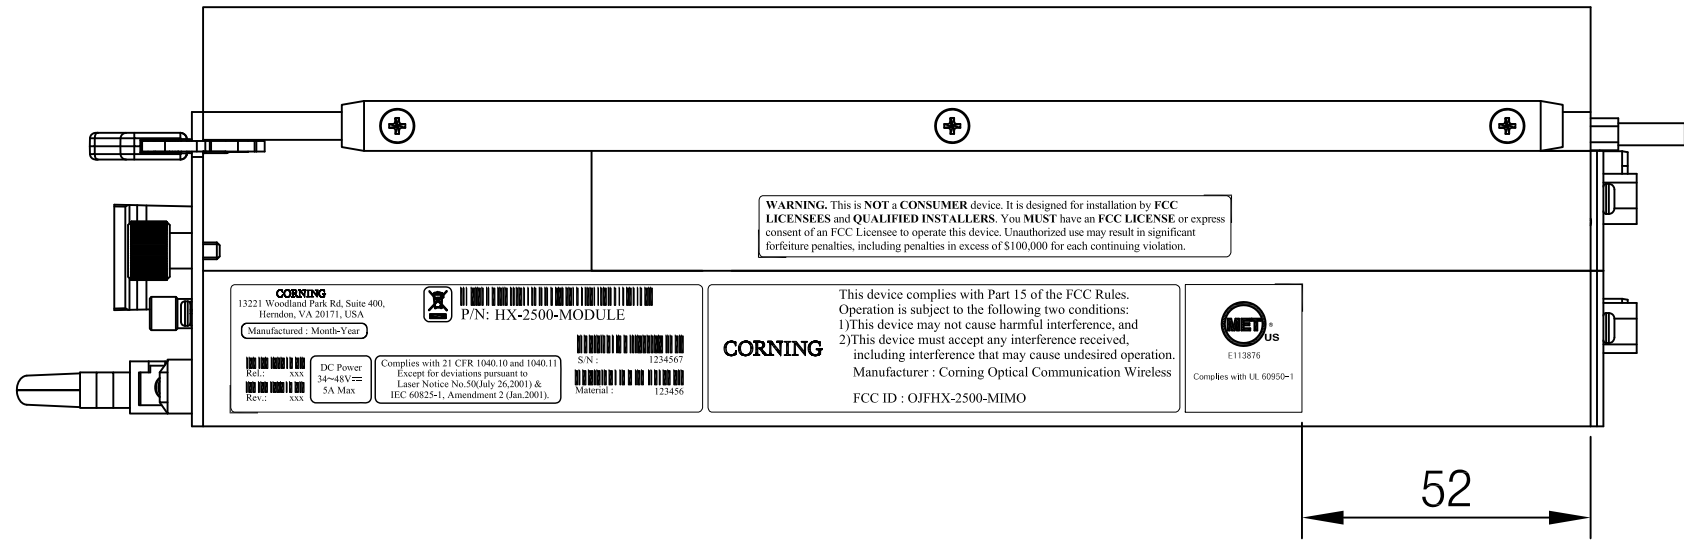 WARNING. This is NOT a CONSUMER device. It is designed for installation by FCC
LICENSEES and QUALIFIED INSTALLERS. You MUST have an FCC LICENSE or express
consent of an FCC Licensee to operate this device. Unauthorized use may result in significant
forfeiture penalties, including penalties in excess of $100,000 for each continuing violation.
CORNING
13221 Woodland Park Rd, Suite 400,
Herndon, VA 20171, USA
Manufactured : Month-Year
P/N: HX-2500-MODULE
S/N : 1234567
Rel.: xxx
Rev.: xxx
DC Power
34~48V⎓
5A Max
Complies with 21 CFR 1040.10 and 1040.11
Except for deviations pursuant to
Laser Notice No.50(July 26,2001) &
IEC 60825-1, Amendment 2 (Jan.2001).
Material : 123456
CORNING
This device complies with Part 15 of the FCC Rules.
Operation is subject to the following two conditions:
1)This device may not cause harmful interference, and
2)This device must accept any interference received,
including interference that may cause undesired operation.
Manufacturer : Corning Optical Communication Wireless
FCC ID : OJFHX-2500-MIMO
MET ®
US
E113876
Complies with UL 60950-1
52